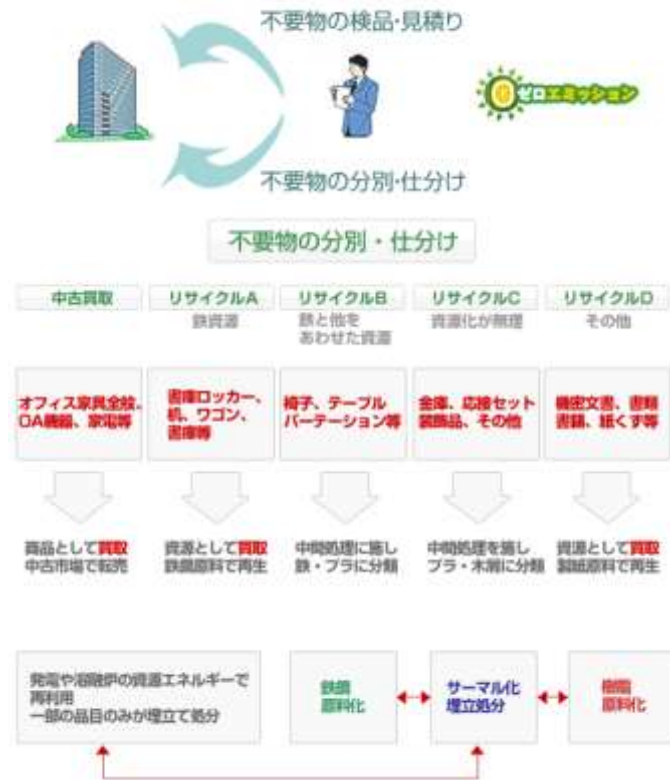 不要物の検品・見積り
ゼロエミッション
不要物の分別・仕分け
不要物の分別・仕分け
中古買取
リサイクルA
リサイクルB
リサイクルC
リサイクルD
鉄資源
鉄と他を
あわせた資源
資源化が無理
その他
オフィス家具全般、
OA機器、家電等
書庫ロッカー、
机、ワゴン、
書庫等
椅子、テーブル
パーテーション等
金庫、応接セット
装飾品、その他
機密文書、書類
書籍、紙くず等
商品として買取
中古市場で転売
資源として買取
鉄鋼原料で再生
中間処理に施し
鉄・プラに分類
中間処理を施し
プラ・木屑に分類
資源として買取
製紙原料で再生
発電や溶融炉の資源エネルギーで
再利用
一部の品目のみが埋立て処分
鉄鋼
原料化
サーマル化
埋立処分
樹脂
原料化